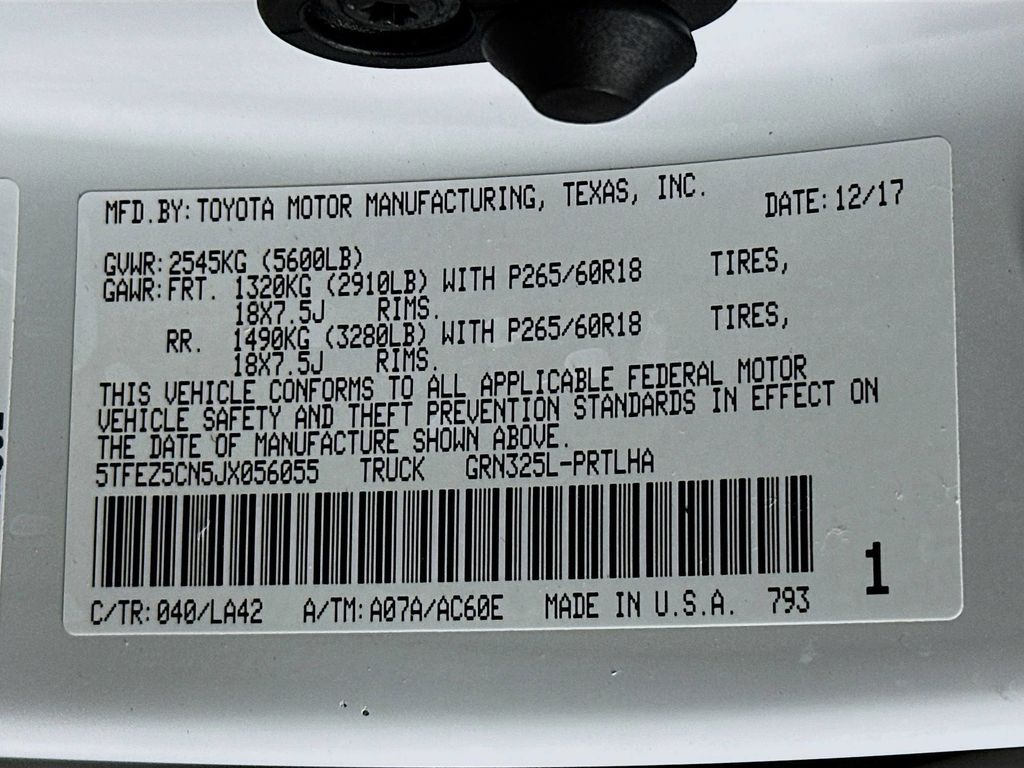 MFD.BY:TOYOTA MOTOR MANUFACTURING, TEXAS, INC. DATE:12/17
GVWR:2545KG (5600LB)
GAWR:FRT. 1320KG (2910LB) WITH P265/60R18 TIRES,
18X7.5J RIMS.
RR. 1490KG (3280LB) WITH P265/60R18 TIRES,
18X7.5J RIMS.
THIS VEHICLE CONFORMS TO ALL APPLICABLE FEDERAL MOTOR
VEHICLE SAFETY AND THEFT PREVENTION STANDARDS IN EFFECT ON
THE DATE OF MANUFACTURE SHOWN ABOVE.
5TFEZ5CN5JX056055 TRUCK GRN325L-PRTLHA
C/TR:040/LA42 A/TM:A07A/AC60E MADE IN U.S.A. 793 1